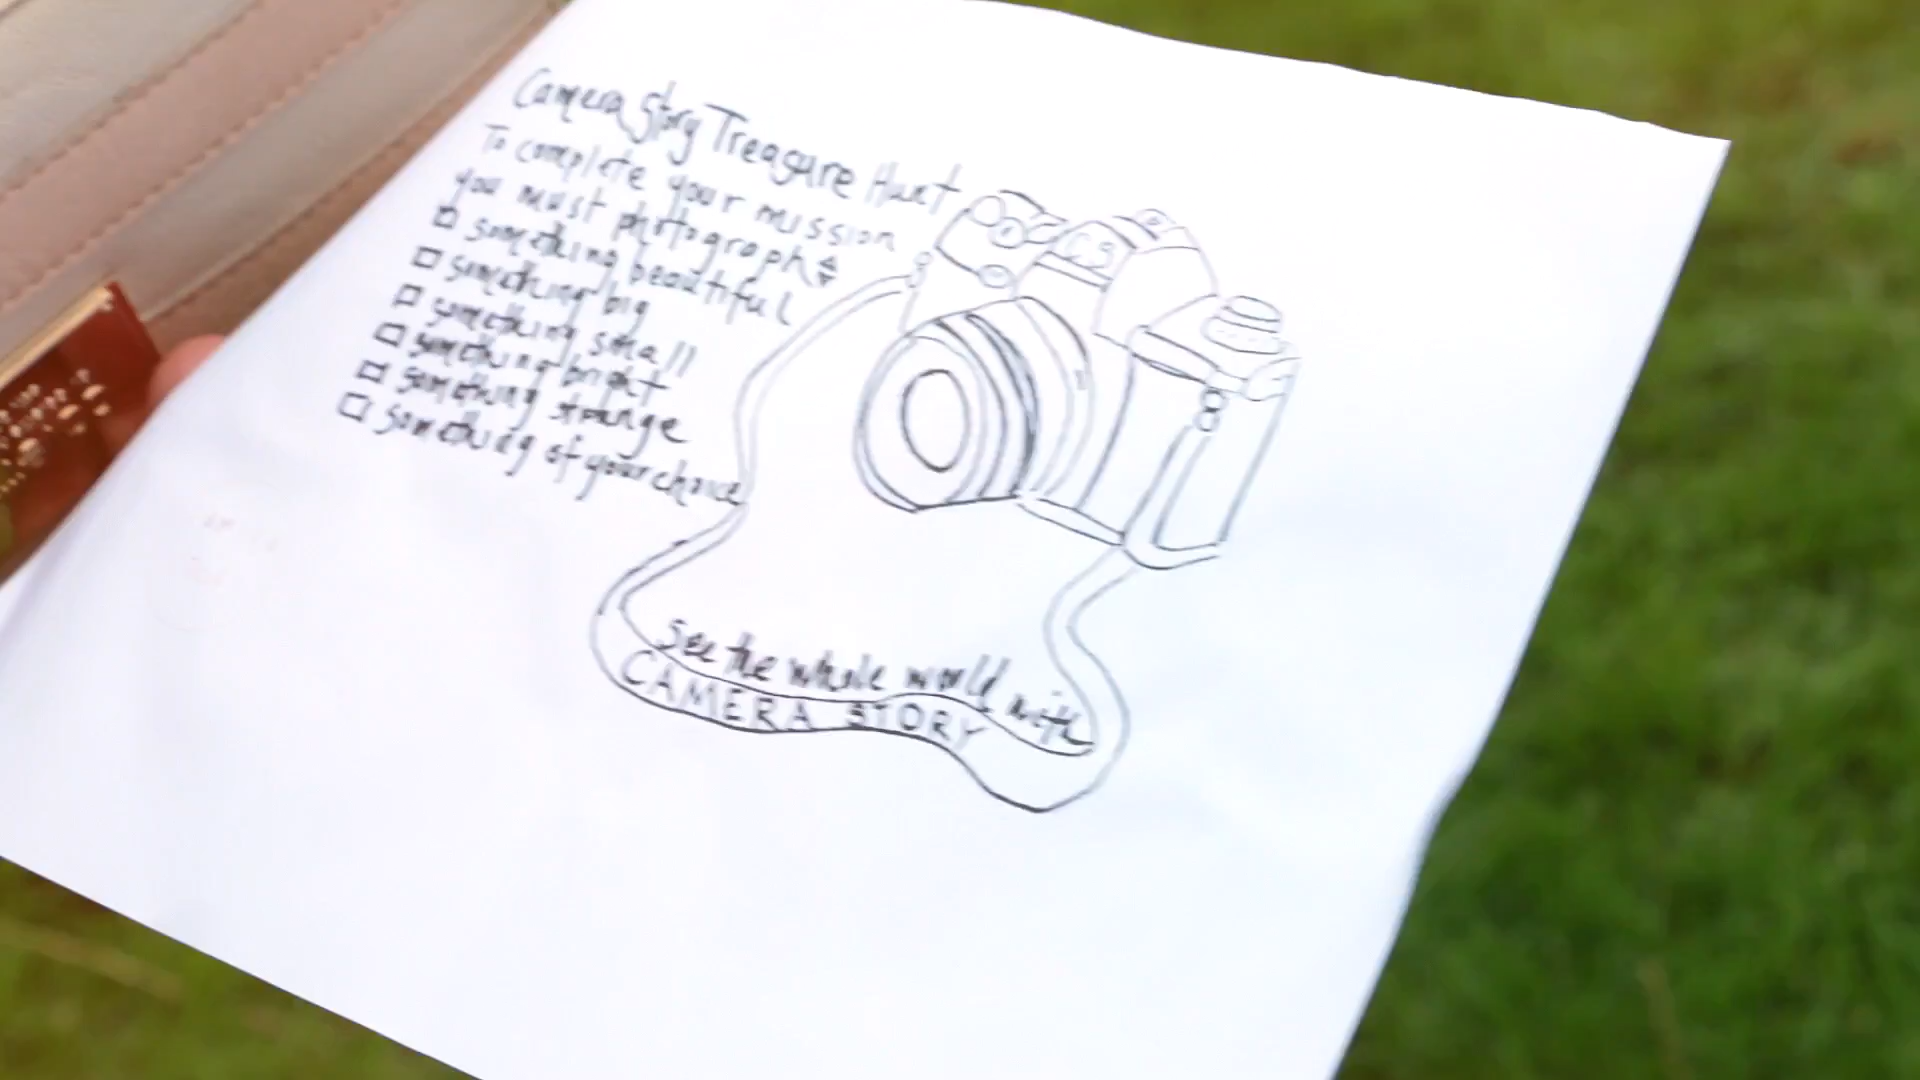 Camera Story Treasure Hunt
To complete your mission
you must photograph:
something beautiful
something big
something small
something bright
something strange
something of your choice
C.S
See the whole world with
CAMERA STORY